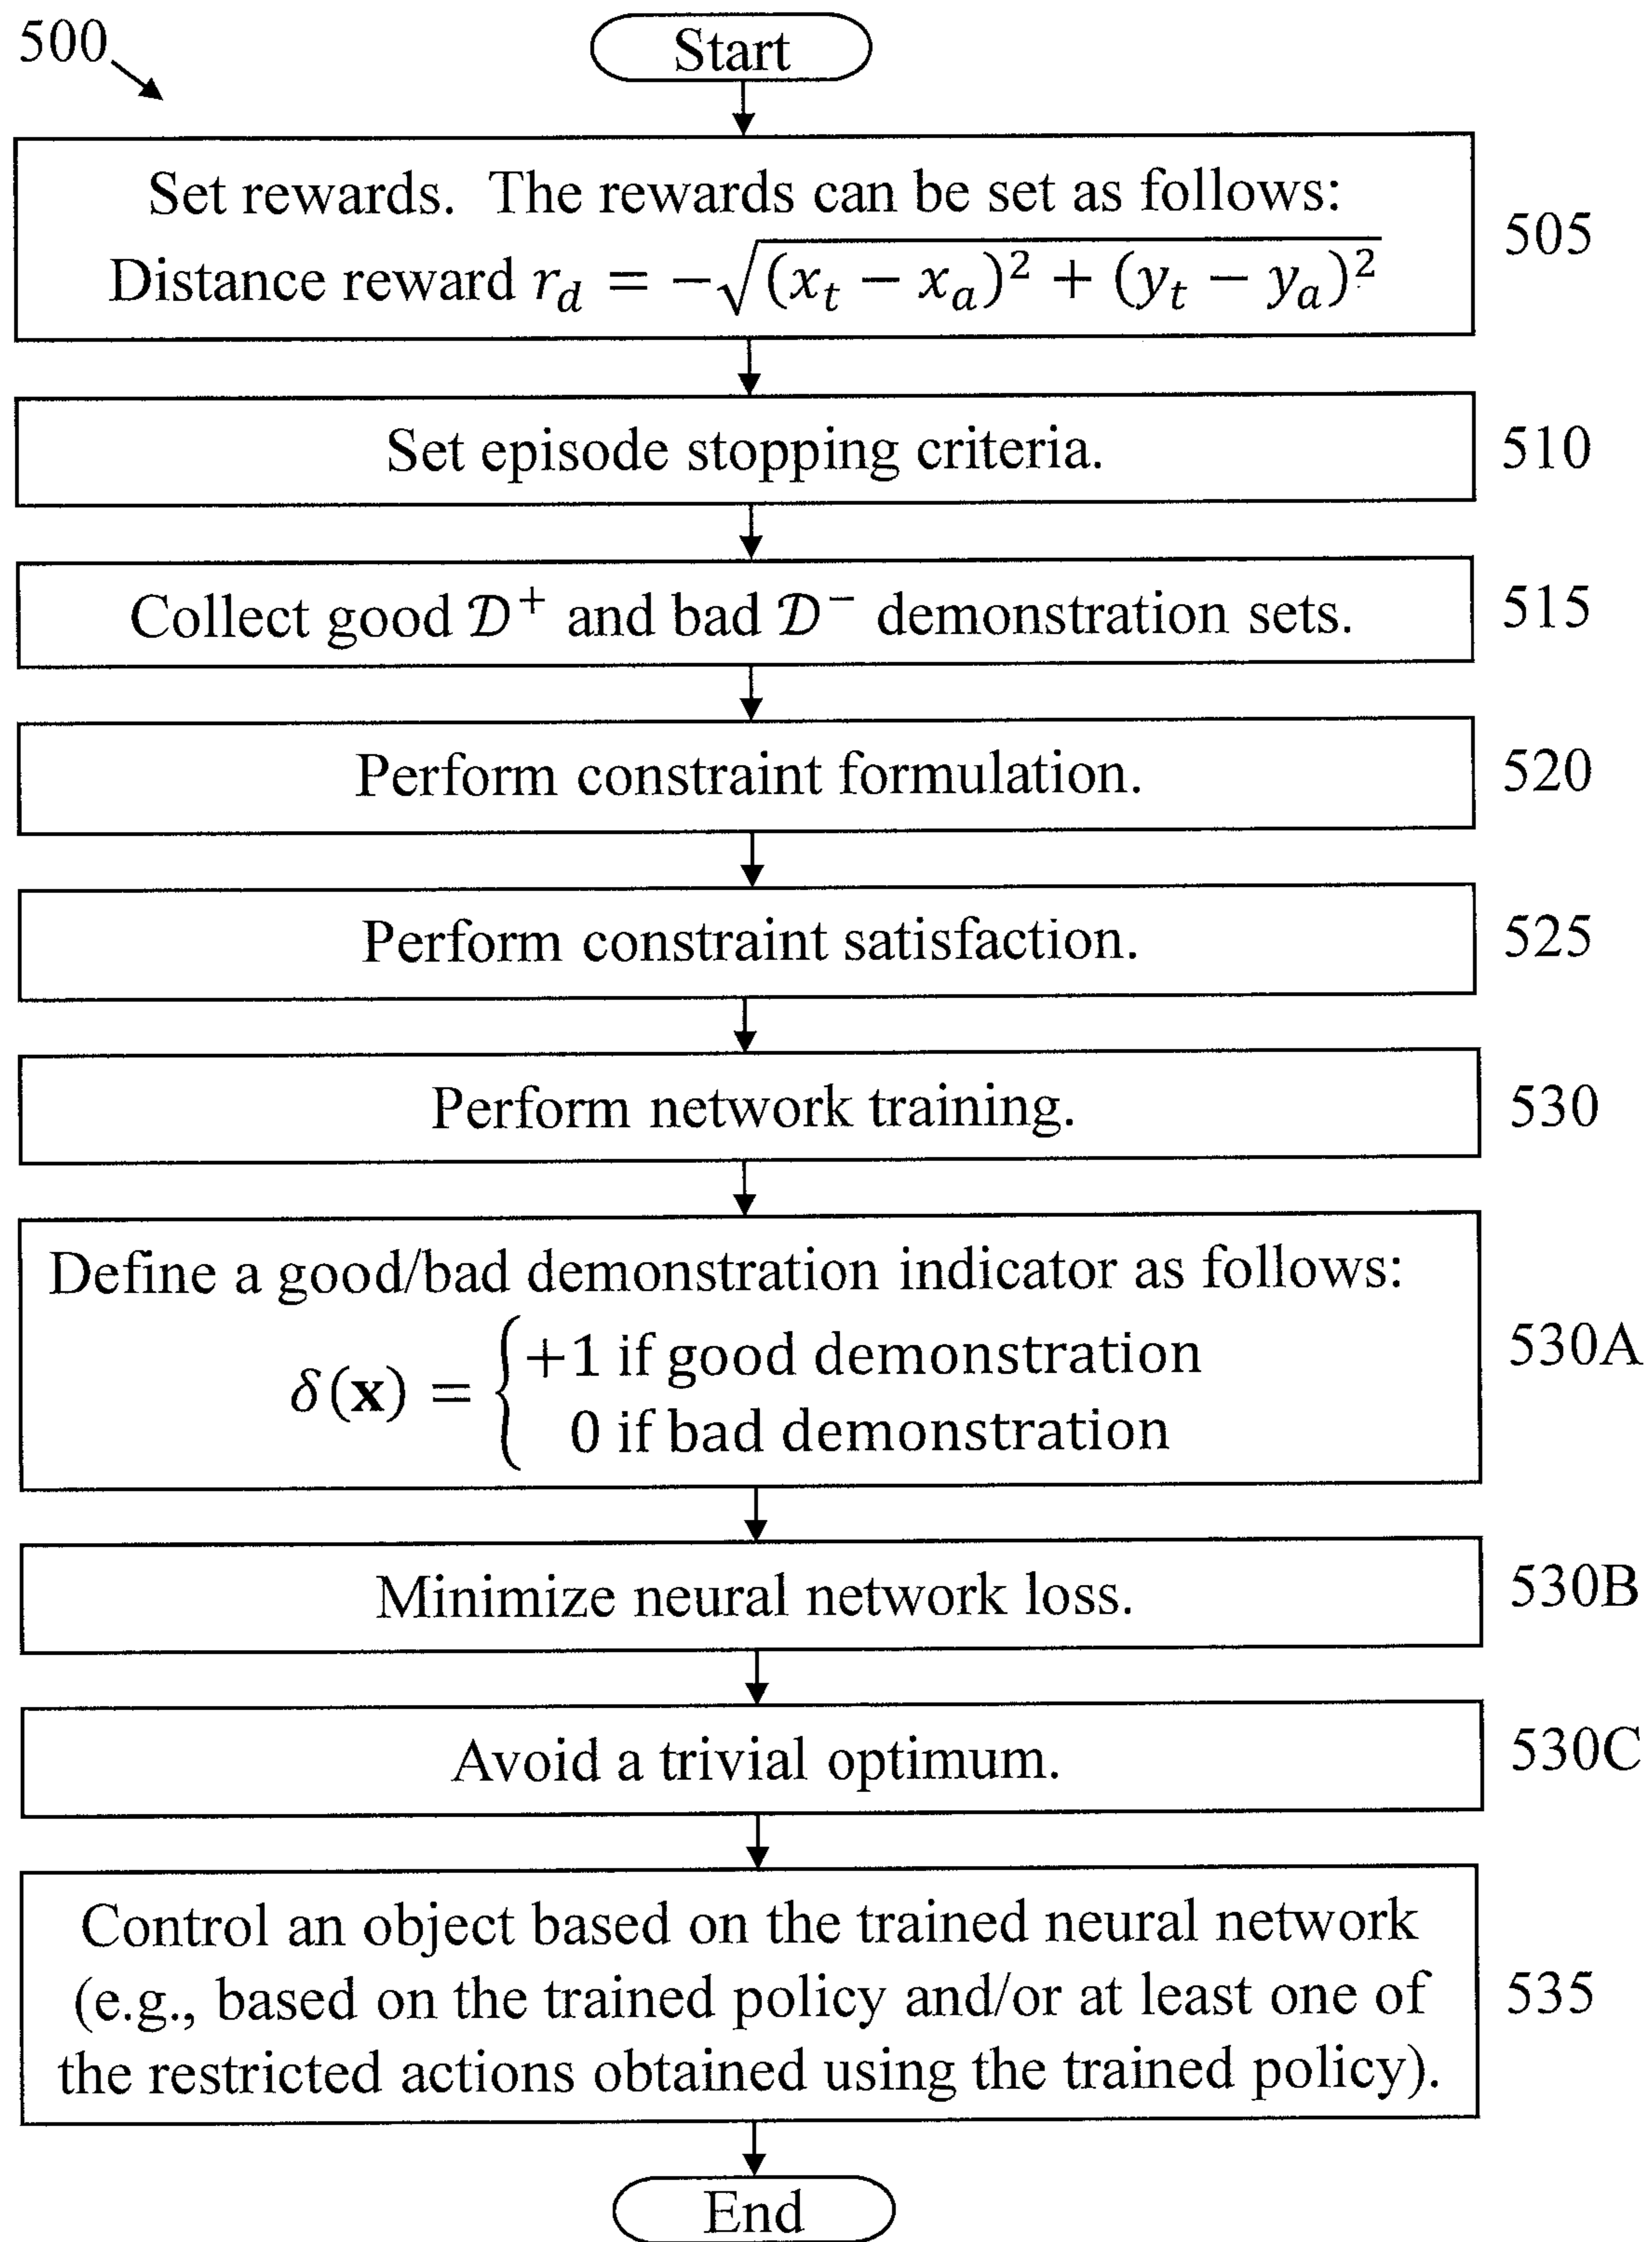 500
Start
Set rewards. The rewards can be set as follows:
Distance reward r_d = −√((x_t − x_a)² + (y_t − y_a)²)
505
Set episode stopping criteria.
510
Collect good 𝒟⁺ and bad 𝒟⁻ demonstration sets.
515
Perform constraint formulation.
520
Perform constraint satisfaction.
525
Perform network training.
530
Define a good/bad demonstration indicator as follows:
δ(𝐱) = {+1 if good demonstration
0 if bad demonstration
530A
Minimize neural network loss.
530B
Avoid a trivial optimum.
530C
Control an object based on the trained neural network
(e.g., based on the trained policy and/or at least one of
the restricted actions obtained using the trained policy).
535
End